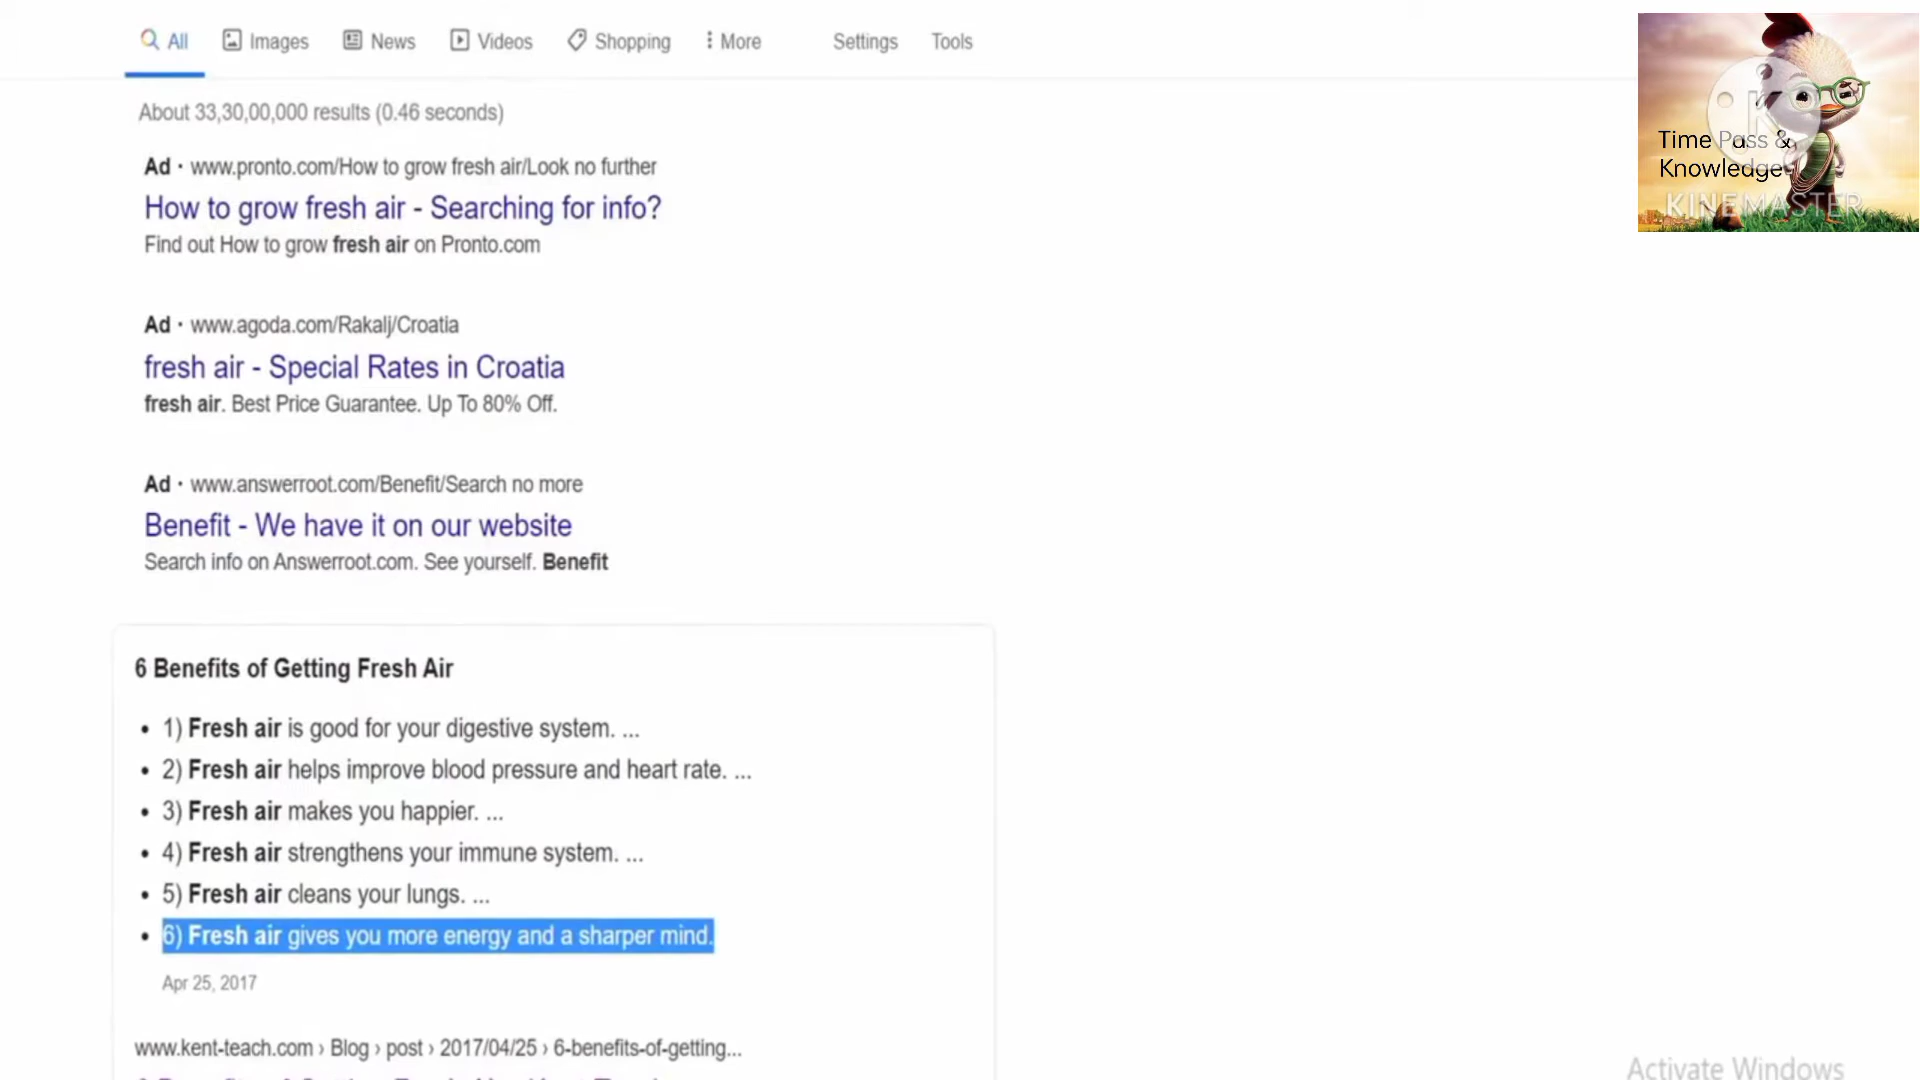 All Images News Videos Shopping More Settings Tools
About 33,30,00,000 results (0.46 seconds)
Ad · www.pronto.com/How to grow fresh air/Look no further
How to grow fresh air - Searching for info?
Find out How to grow fresh air on Pronto.com
Ad · www.agoda.com/Rakalj/Croatia
fresh air - Special Rates in Croatia
fresh air. Best Price Guarantee. Up To 80% Off.
Ad · www.answerroot.com/Benefit/Search no more
Benefit - We have it on our website
Search info on Answerroot.com. See yourself. Benefit
6 Benefits of Getting Fresh Air
• 1) Fresh air is good for your digestive system. ...
• 2) Fresh air helps improve blood pressure and heart rate. ...
• 3) Fresh air makes you happier. ...
• 4) Fresh air strengthens your immune system. ...
• 5) Fresh air cleans your lungs. ...
• 6) Fresh air gives you more energy and a sharper mind.
Apr 25, 2017
www.kent-teach.com › Blog › post › 2017/04/25 › 6-benefits-of-getting...
Time Pass &
Knowledge
KINEMASTER
Activate Windows